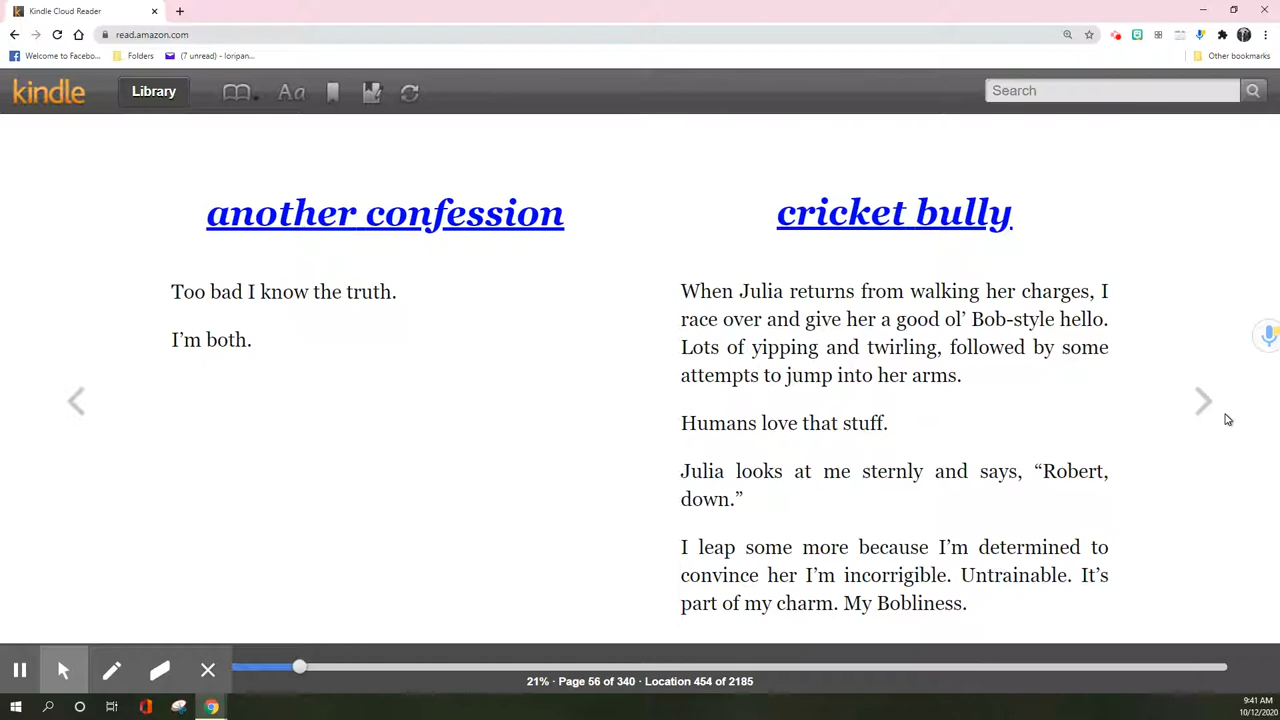 Kindle Cloud Reader
read.amazon.com
Welcome to Facebo...
Folders
(7 unread) - loripan...
Other bookmarks
kindle
Library
Aa
Search
another confession
Too bad I know the truth.
I'm both.
cricket bully
When Julia returns from walking her charges, I
race over and give her a good ol' Bob-style hello.
Lots of yipping and twirling, followed by some
attempts to jump into her arms.
Humans love that stuff.
Julia looks at me sternly and says, “Robert,
down.”
I leap some more because I'm determined to
convince her I'm incorrigible. Untrainable. It's
part of my charm. My Bobliness.
21% · Page 56 of 340 · Location 454 of 2185
9:41 AM
10/12/2020